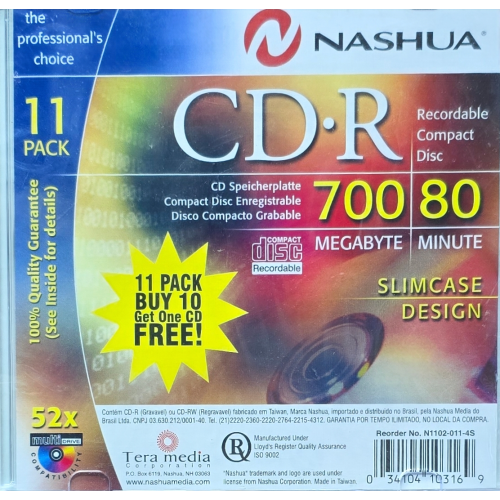 the
professional's
choice
NASHUA
11
PACK
CD·R
Recordable
Compact
Disc
CD Speicherplatte
Compact Disc Enregistrable
Disco Compacto Grabable
700
MEGABYTE
80
MINUTE
COMPACT
disc
Recordable
SLIMCASE
DESIGN
100% Quality Guarantee
(See Inside for details)
11 PACK
BUY 10
Get One CD
FREE!
52x
multi DRIVE
COMPATIBILITY
Contém CD-R (Gravavel) ou CD-RW (Regravavel) fabricado em Taiwan, Marca Nashua, importado e distribuido no Brasil, pela Nashua Media do
Brasil Ltda. CNPJ 03.630.212/0001-40. Tel. (21)2220-2360-2220-2764-2215-4312. GARANTIA POR TEMPO ILIMITADO, NO LOCAL DA COMPRA.
Reorder No. N1102-011-4S
Tera media
Corporation
P.O. Box 6119, Nashua, NH 03063
www.nashuamedia.com
R
Manufactured Under
Lloyd's Register Quality Assurance
ISO 9002
"Nashua" trademark and logo are used under
license from Nashua Corporation. Made in Taiwan.
0 34104 10316 9